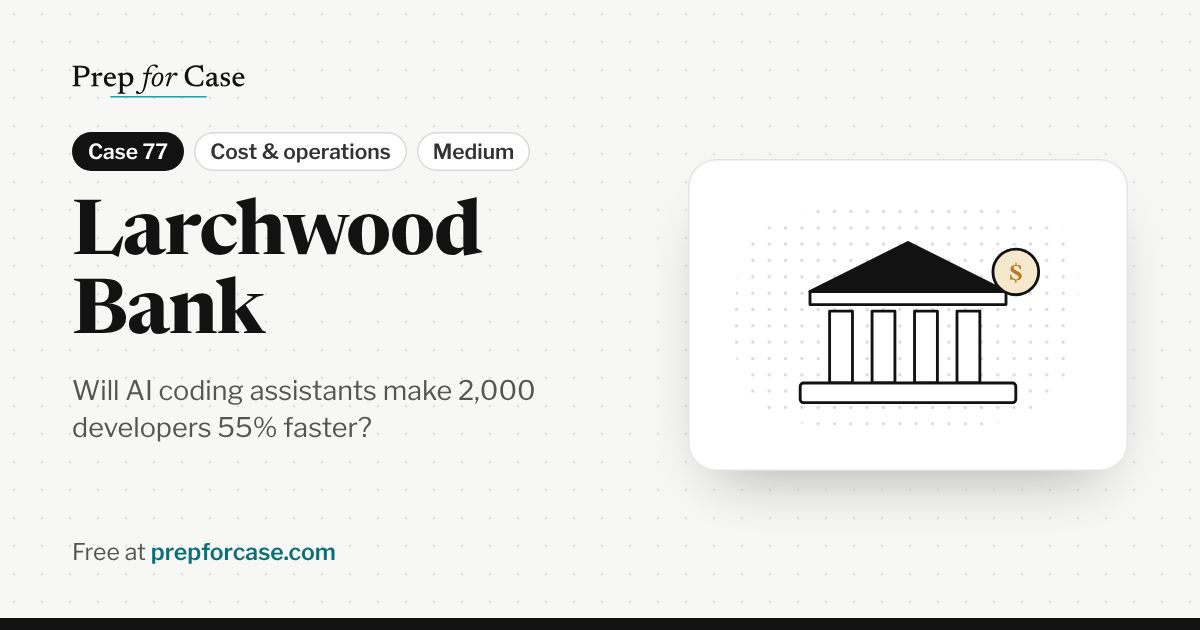 Prep for Case
Case 77
Cost & operations
Medium
Larchwood
Bank
Will AI coding assistants make 2,000
developers 55% faster?
$
Free at prepforcase.com